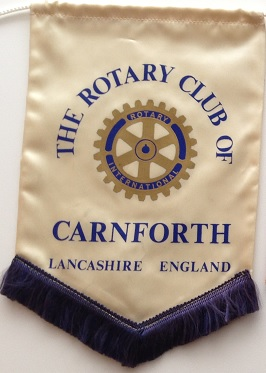 THE ROTARY CLUB OF
ROTARY
INTERNATIONAL
CARNFORTH
LANCASHIRE ENGLAND